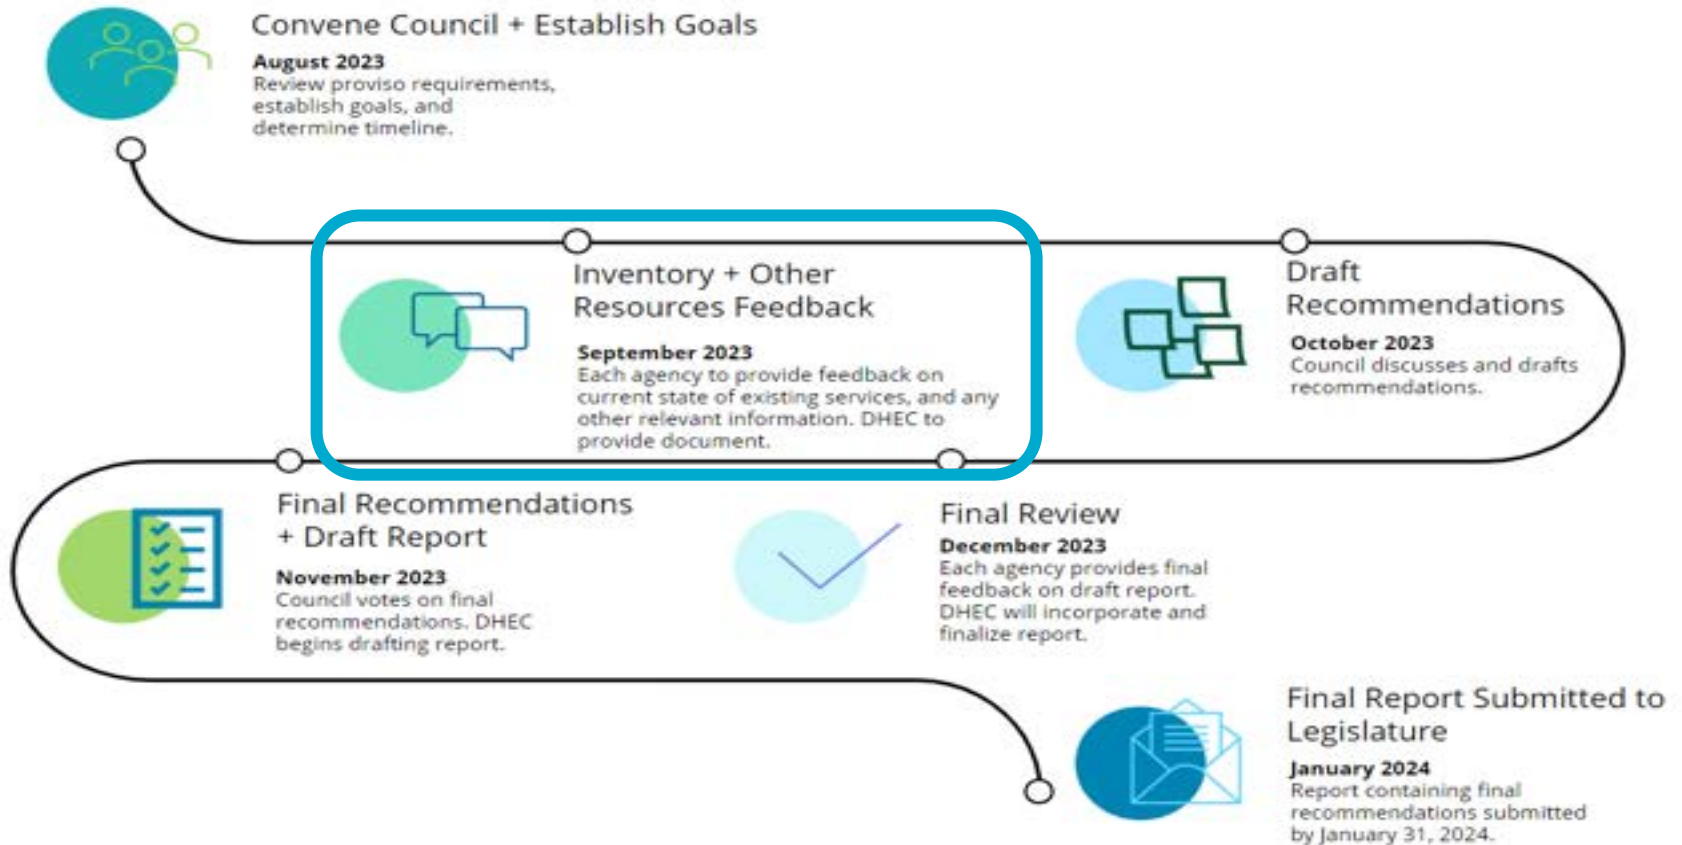 Convene Council + Establish Goals
August 2023
Review proviso requirements,
establish goals, and
determine timeline.
Inventory + Other
Resources Feedback
September 2023
Each agency to provide feedback on
current state of existing services, and any
other relevant information. DHEC to
provide document.
Draft
Recommendations
October 2023
Council discusses and drafts
recommendations.
Final Recommendations
+ Draft Report
November 2023
Council votes on final
recommendations. DHEC
begins drafting report.
Final Review
December 2023
Each agency provides final
feedback on draft report.
DHEC will incorporate and
finalize report.
Final Report Submitted to
Legislature
January 2024
Report containing final
recommendations submitted
by January 31, 2024.